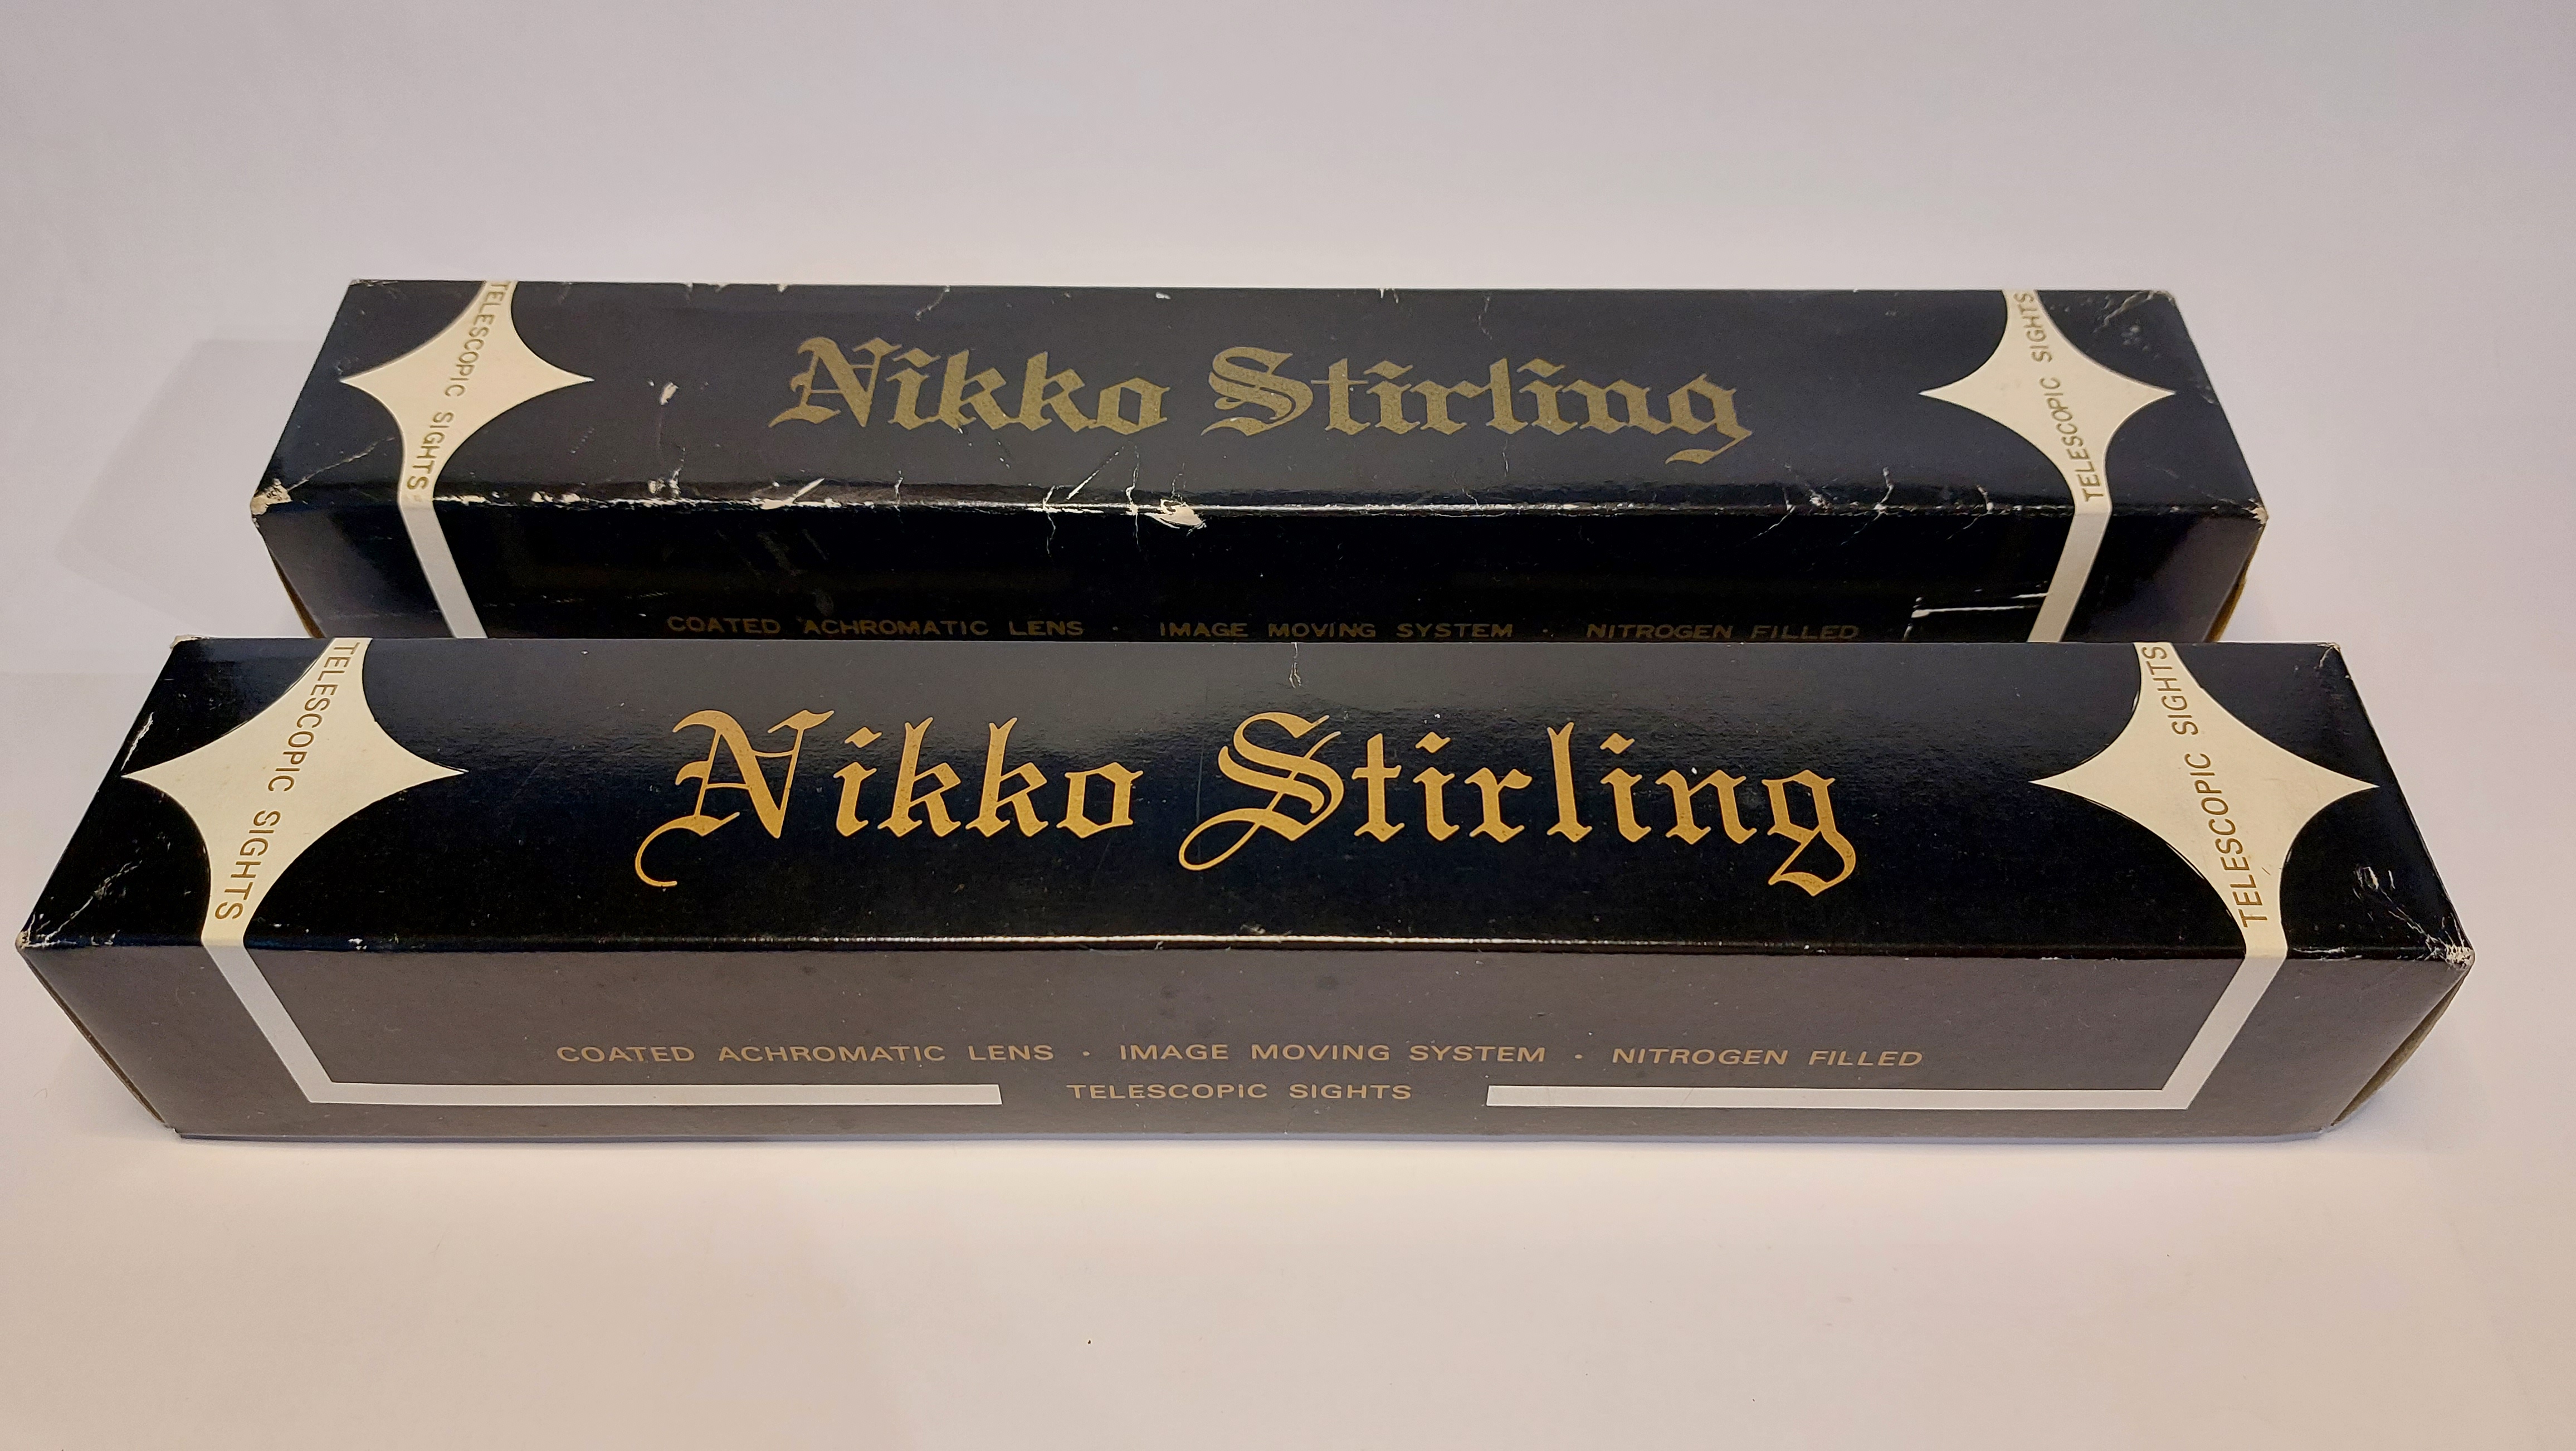 TELESCOPIC SIGHTS
Nikko Stirling
TELESCOPIC SIGHTS
COATED ACHROMATIC LENS · IMAGE MOVING SYSTEM · NITROGEN FILLED
TELESCOPIC SIGHTS
Nikko Stirling
TELESCOPIC SIGHTS
COATED ACHROMATIC LENS · IMAGE MOVING SYSTEM · NITROGEN FILLED
TELESCOPIC SIGHTS